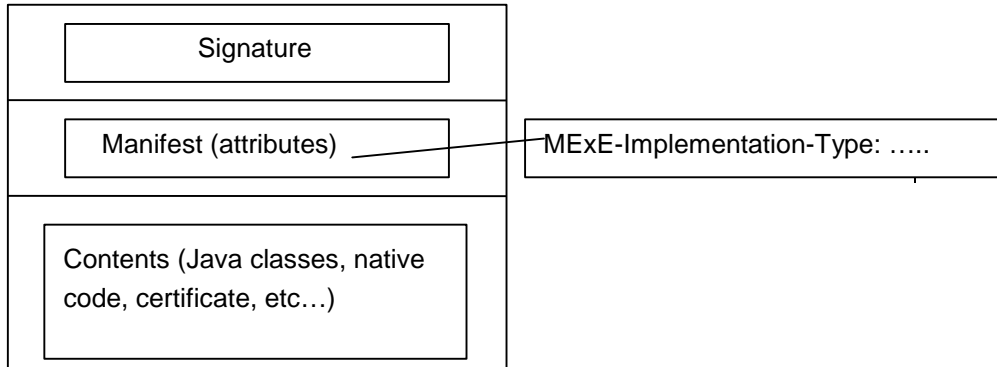 Signature
Manifest (attributes)
MExE-Implementation-Type: …..
Contents (Java classes, native
code, certificate, etc…)